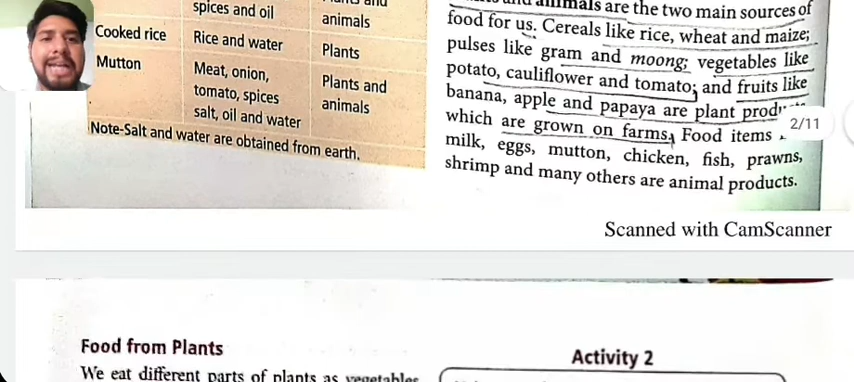 spices and oil
animals
Cooked rice
Rice and water
Plants
Mutton
Meat, onion,
tomato, spices
salt, oil and water
Plants and
animals
Note-Salt and water are obtained from earth.
animals are the two main sources of
food for us. Cereals like rice, wheat and maize;
pulses like gram and moong; vegetables like
potato, cauliflower and tomato; and fruits like
banana, apple and papaya are plant
which are grown on farms. Food items
milk, eggs, mutton, chicken, fish, prawns,
shrimp and many others are animal products.
2/11
Scanned with CamScanner
Food from Plants
We eat different parts of plants as vegetables
Activity 2